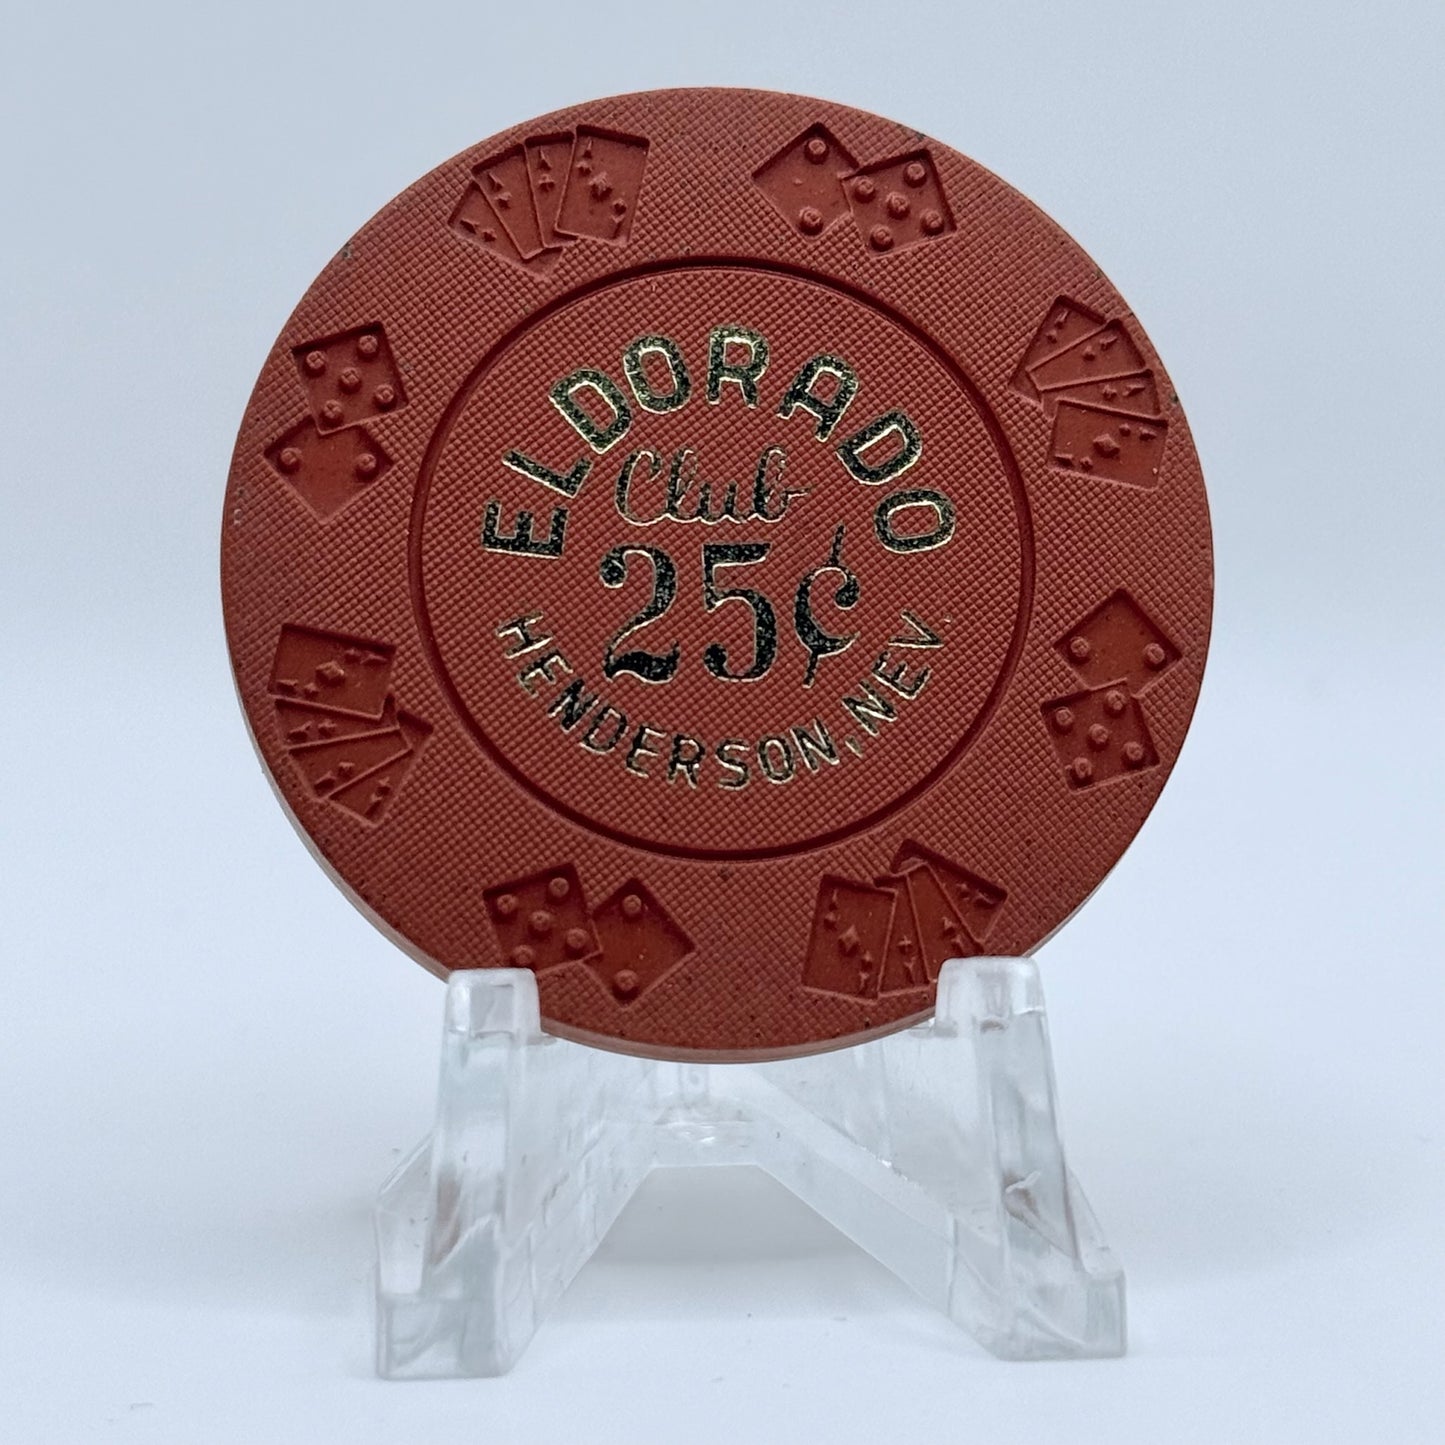 ELDORADO
Club
25¢
HENDERSON, NEV